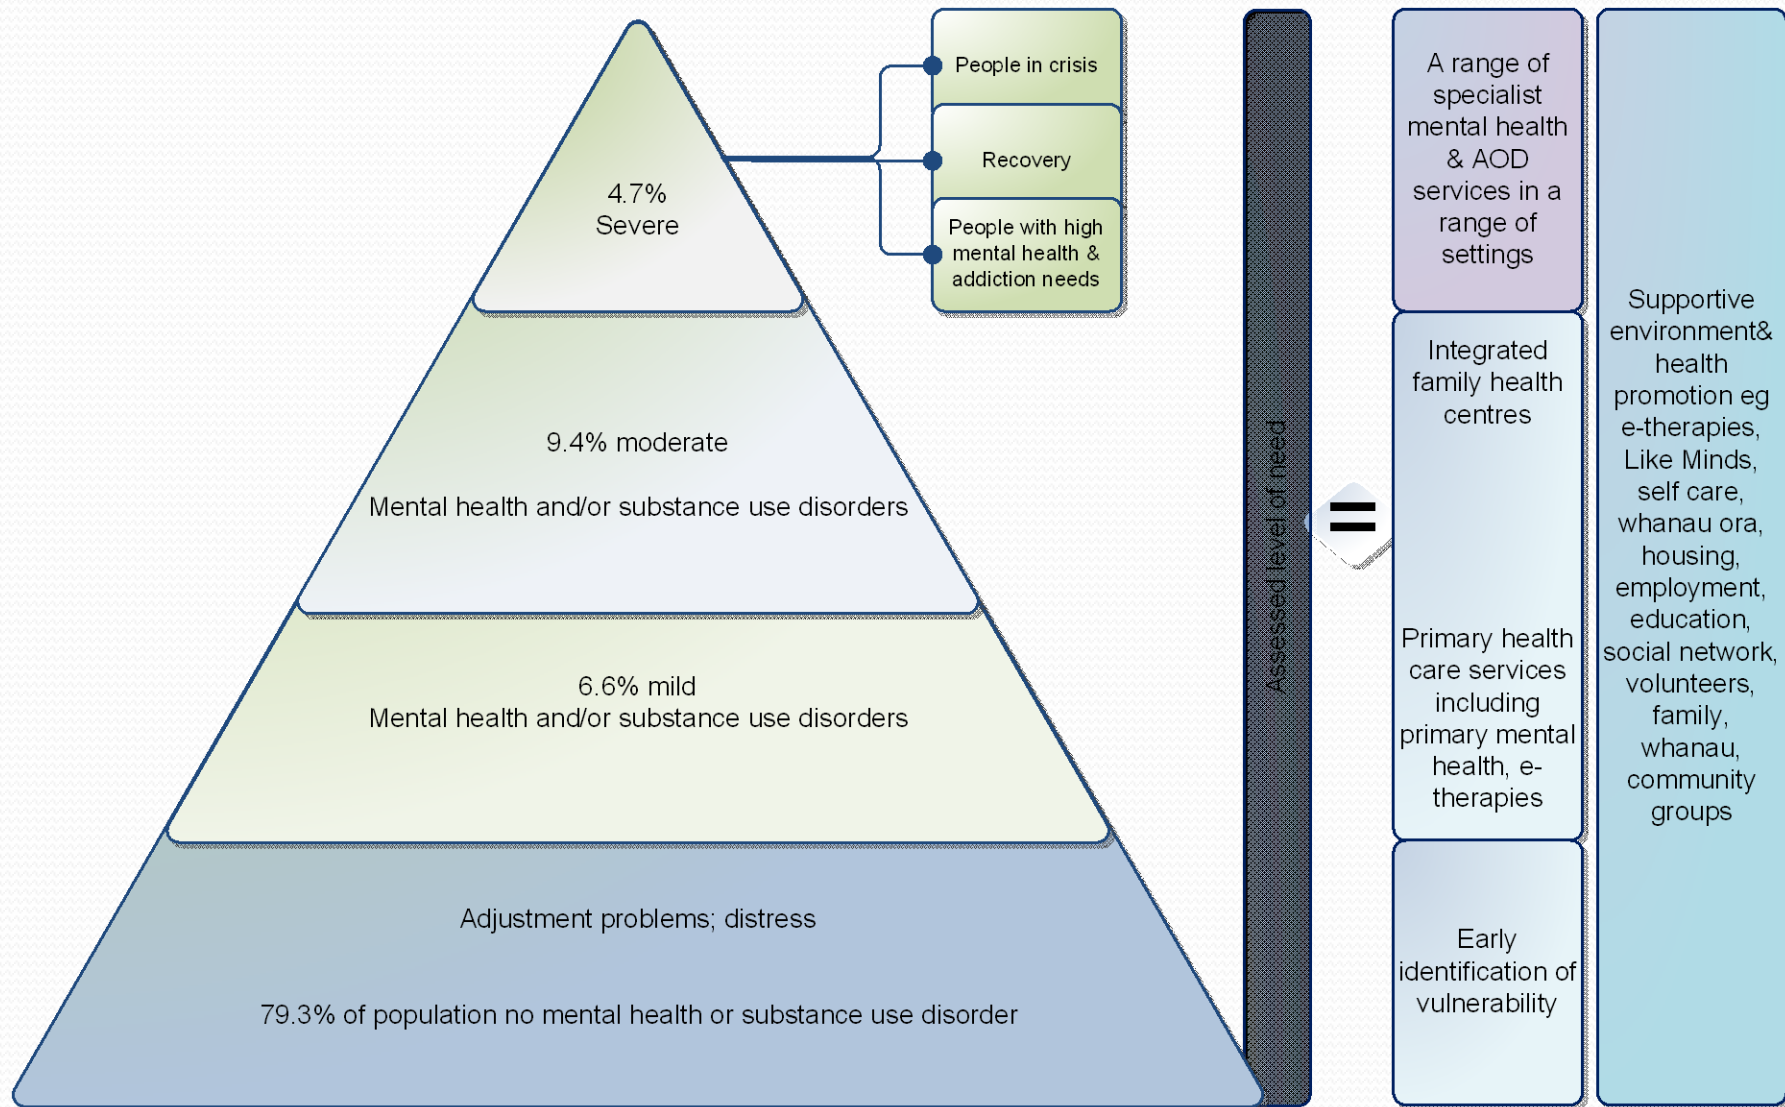 4.7%
Severe
9.4% moderate
Mental health and/or substance use disorders
6.6% mild
Mental health and/or substance use disorders
Adjustment problems; distress
79.3% of population no mental health or substance use disorder
People in crisis
Recovery
People with high
mental health &
addiction needs
Assessed level of need
=
A range of
specialist
mental health
& AOD
services in a
range of
settings
Integrated
family health
centres
Primary health
care services
including
primary mental
health, e-
therapies
Early
identification of
vulnerability
Supportive
environment&
health
promotion eg
e-therapies,
Like Minds,
self care,
whanau ora,
housing,
employment,
education,
social network,
volunteers,
family,
whanau,
community
groups